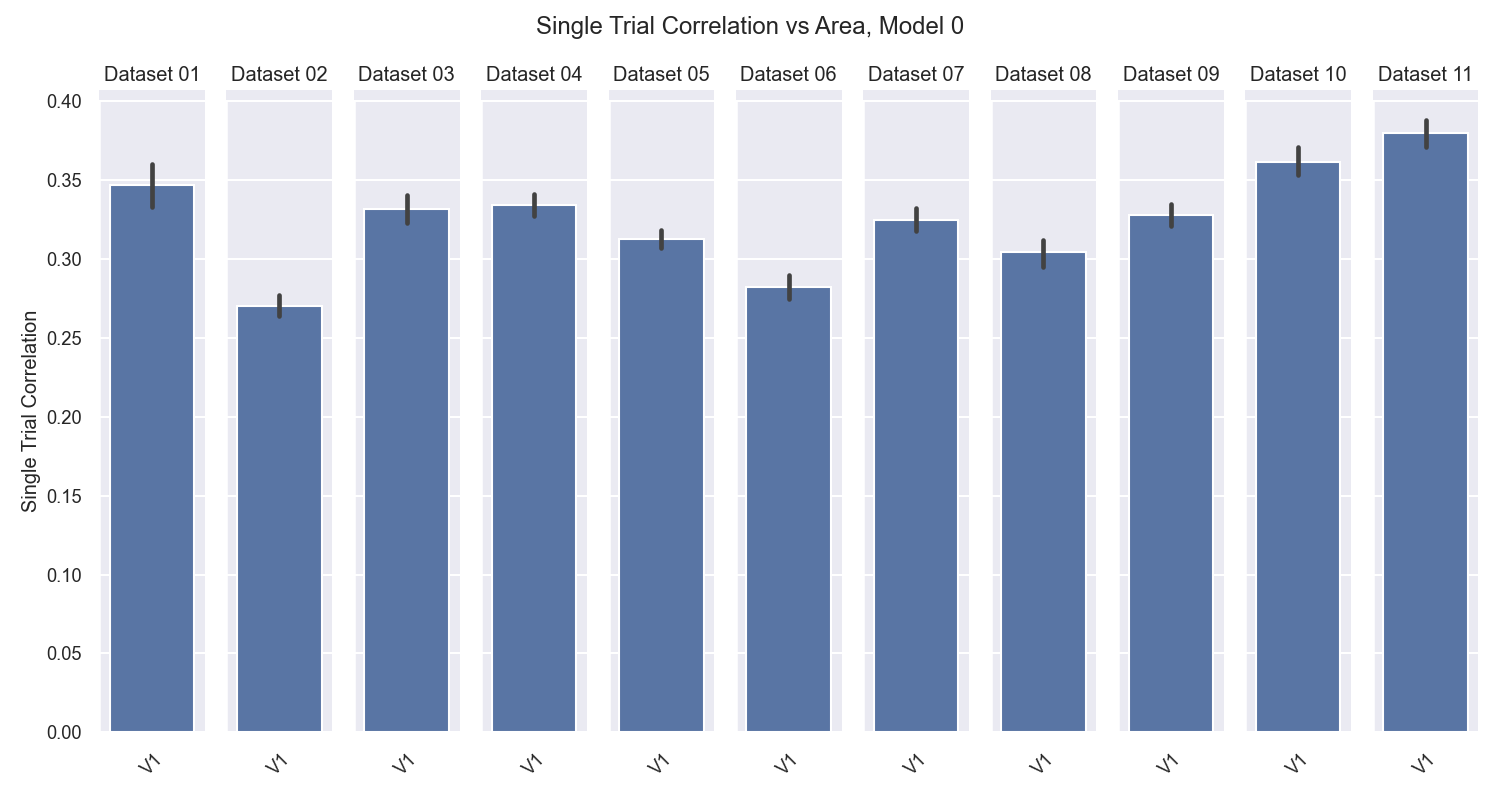 Single Trial Correlation vs Area, Model 0
Dataset 01 Dataset 02 Dataset 03 Dataset 04 Dataset 05 Dataset 06 Dataset 07 Dataset 08 Dataset 09 Dataset 10 Dataset 11
0.40
0.35
0.30
0.25
0.20
0.15
0.10
0.05
0.00
Single Trial Correlation
V1 V1 V1 V1 V1 V1 V1 V1 V1 V1 V1